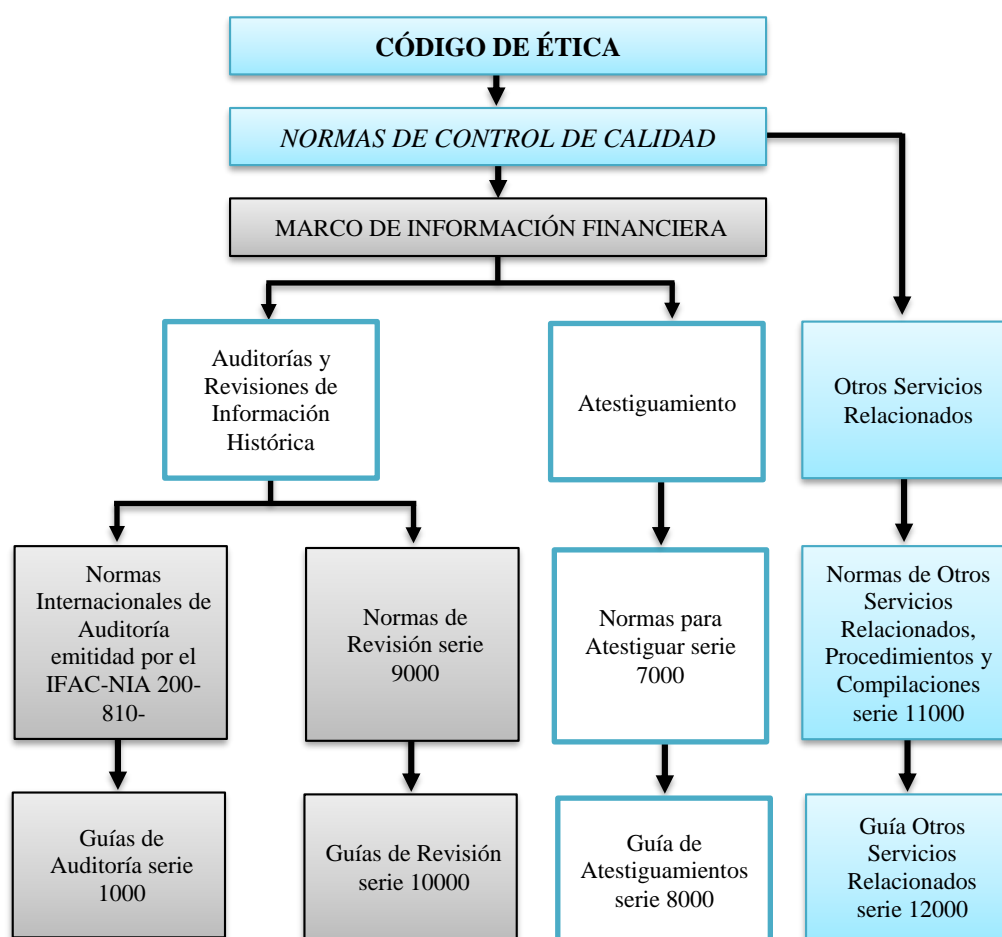 CÓDIGO DE ÉTICA
NORMAS DE CONTROL DE CALIDAD
MARCO DE INFORMACIÓN FINANCIERA
Auditorías y
Revisiones de
Información
Histórica
Atestiguamiento
Otros Servicios
Relacionados
Normas
Internacionales de
Auditoría
emitidad por el
IFAC-NIA 200-
810-
Normas de
Revisión serie
9000
Normas para
Atestiguar serie
7000
Normas de Otros
Servicios
Relacionados,
Procedimientos y
Compilaciones
serie 11000
Guías de
Auditoría serie
1000
Guías de Revisión
serie 10000
Guía de
Atestiguamientos
serie 8000
Guía Otros
Servicios
Relacionados
serie 12000